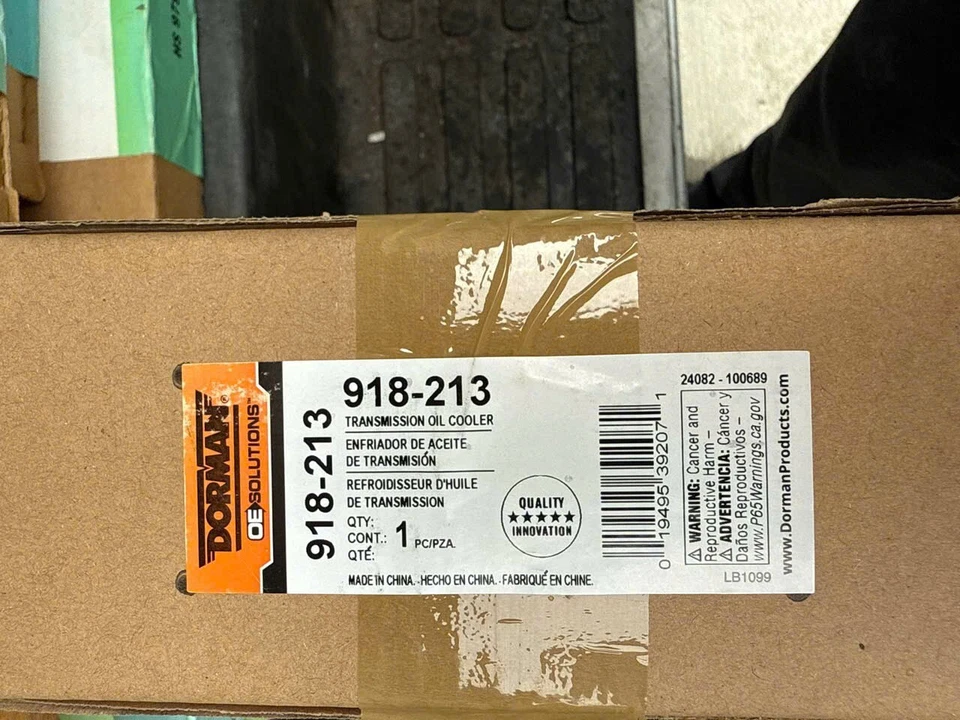 DORMAN®
OE SOLUTIONS™
918-213
918-213
TRANSMISSION OIL COOLER
ENFRIADOR DE ACEITE
DE TRANSMISIÓN
REFROIDISSEUR D'HUILE
DE TRANSMISSION
QTY:
CONT.: 1 PC/PZA.
QTÉ:
MADE IN CHINA. - HECHO EN CHINA. - FABRIQUÉ EN CHINE.
QUALITY
★★★★★
INNOVATION
0 19495 39207 1
24082 - 100689
⚠ WARNING: Cancer and
Reproductive Harm –
⚠ ADVERTENCIA: Cáncer y
Daños Reproductivos –
www.P65Warnings.ca.gov
LB1099
www.DormanProducts.com